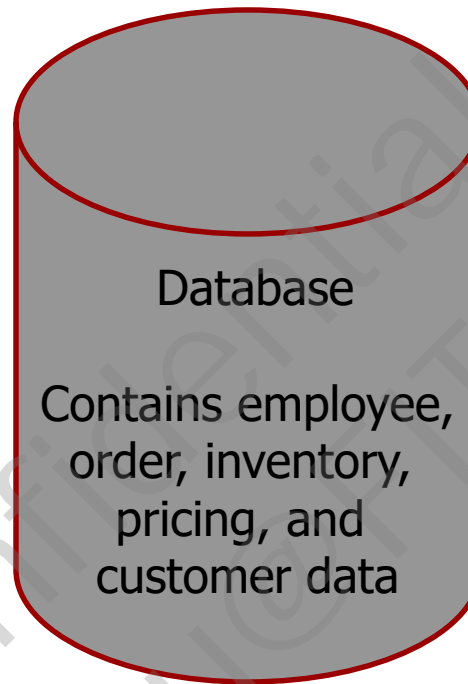 Database
Contains employee,
order, inventory,
pricing, and
customer data